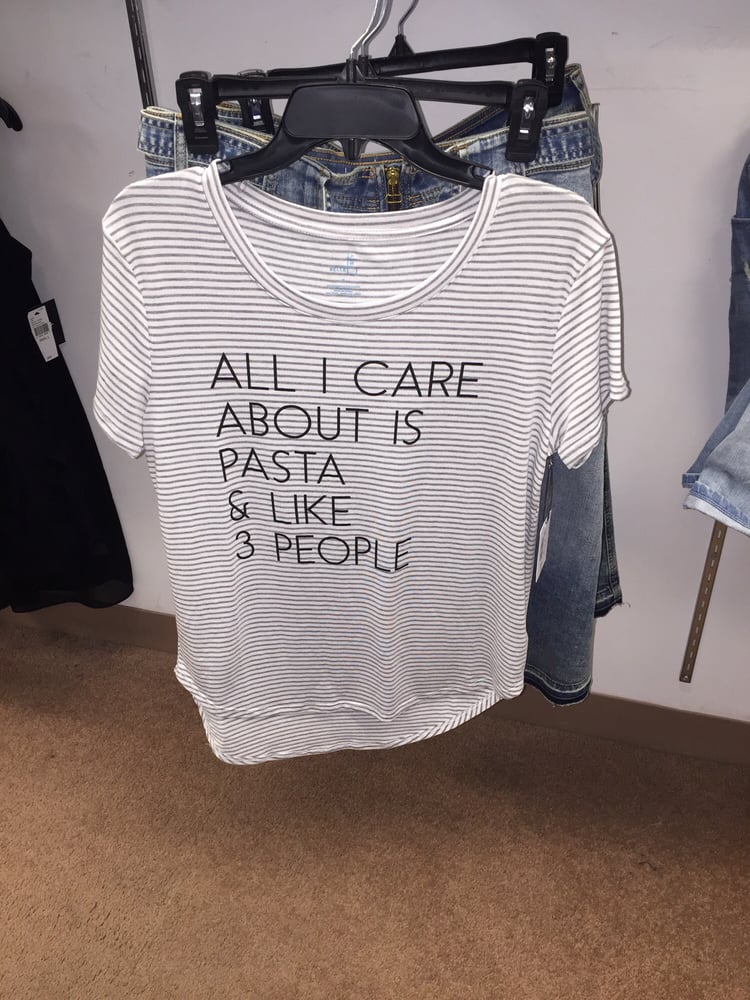 ALL I CARE
ABOUT IS
PASTA
& LIKE
3 PEOPLE